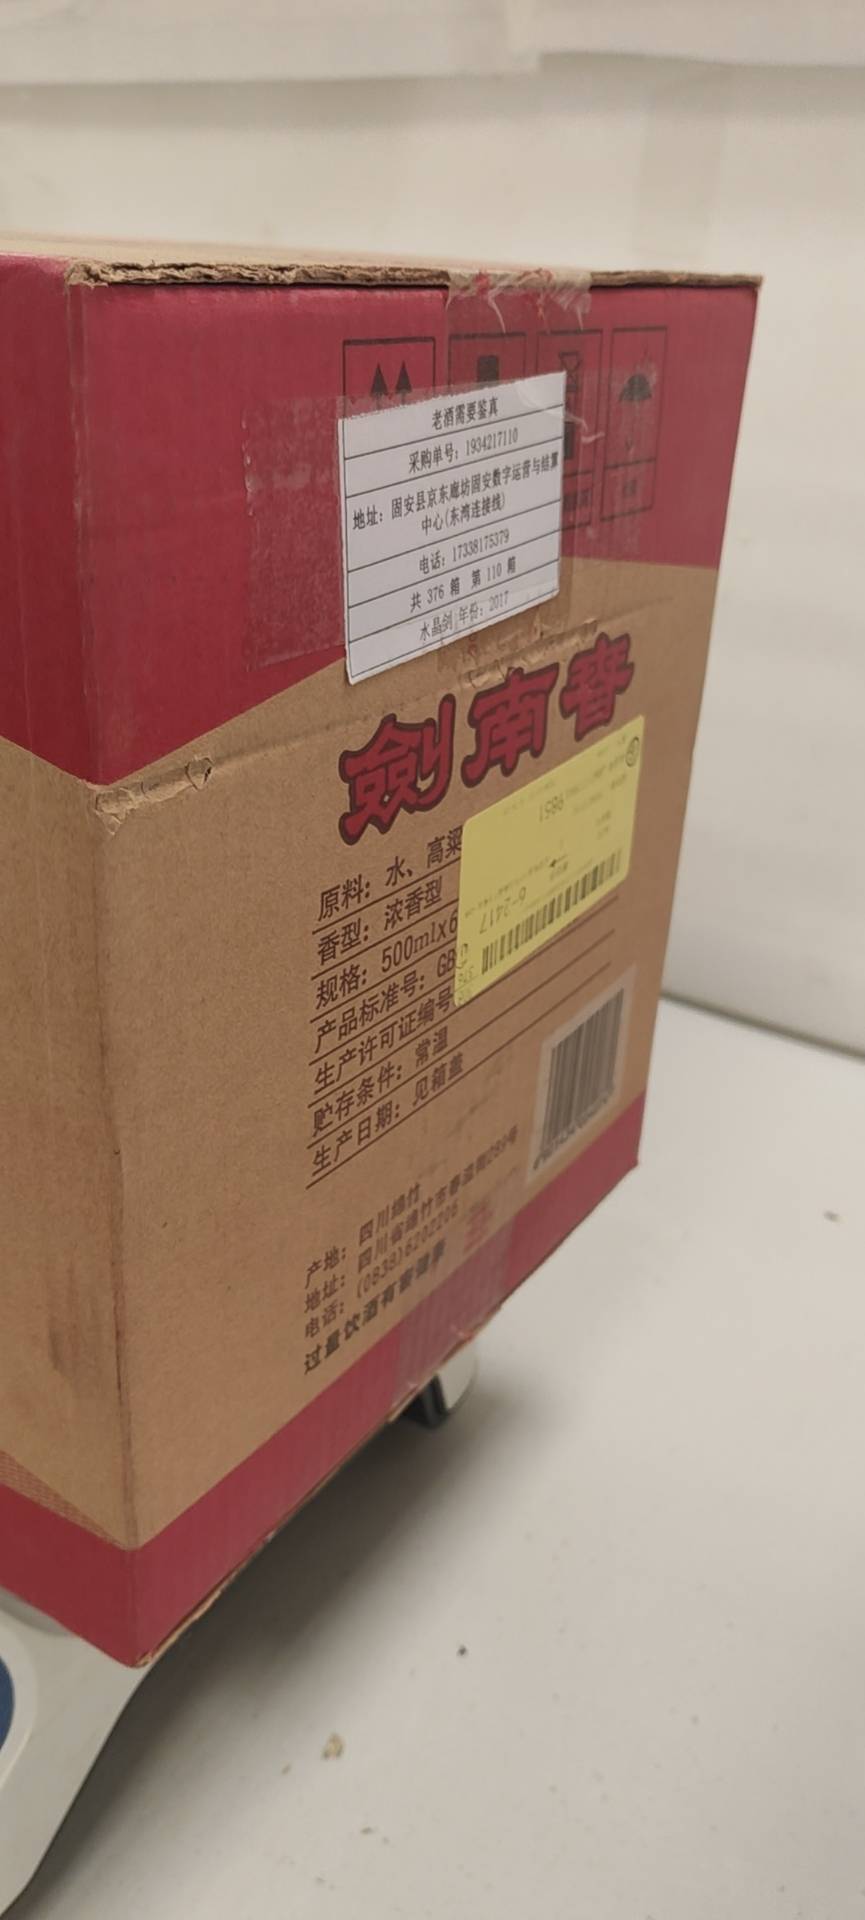 老酒需要鉴真
采购单号：1934217110
地址：固安县京东廊坊固安数字运营与结算
中心(东湾连接线)
电话：17338175379
共 376 箱 第 110 箱
水晶剑 年份：2017
劍南春
9851
6-2417
原料：水、高粱
香型：浓香型
规格：500mlx6
产品标准号：GB
生产许可证编号
贮存条件：常温
生产日期：见箱盖
产地：四川绵竹
地址：四川省绵竹市春溢街289号
电话：(0838)6202206
过量饮酒有害健康